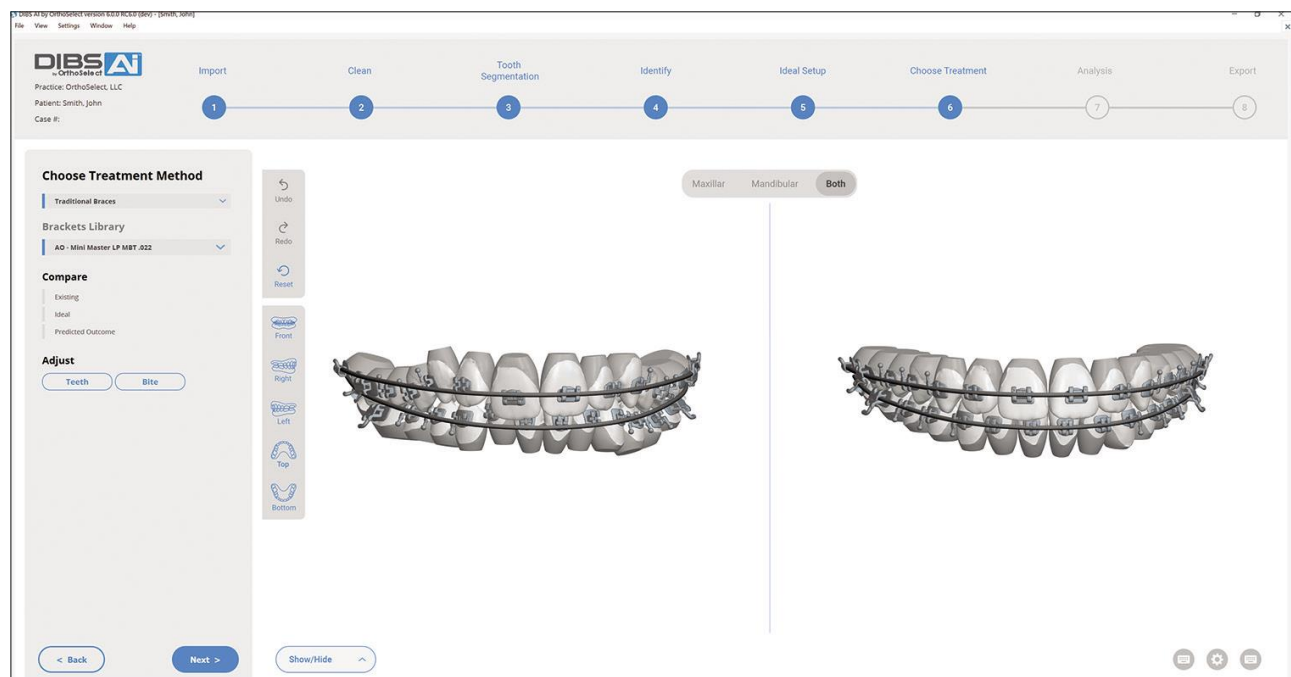 DIBS AI by OrthoSelect version 6.0.0 RC6.0 (dev) - [Smith, John]
File View Settings Window Help
DIBS Ai
by OrthoSelect
Practice: OrthoSelect, LLC
Patient: Smith, John
Case #:
Import
Clean
Tooth
Segmentation
Identify
Ideal Setup
Choose Treatment
Analysis
Export
1 2 3 4 5 6 7 8
Choose Treatment Method
Traditional Braces
Brackets Library
AO - Mini Master LP MBT .022
Compare
Existing
Ideal
Predicted Outcome
Adjust
Teeth Bite
< Back Next >
Undo
Redo
Reset
Front
Right
Left
Top
Bottom
Maxillar Mandibular Both
Show/Hide